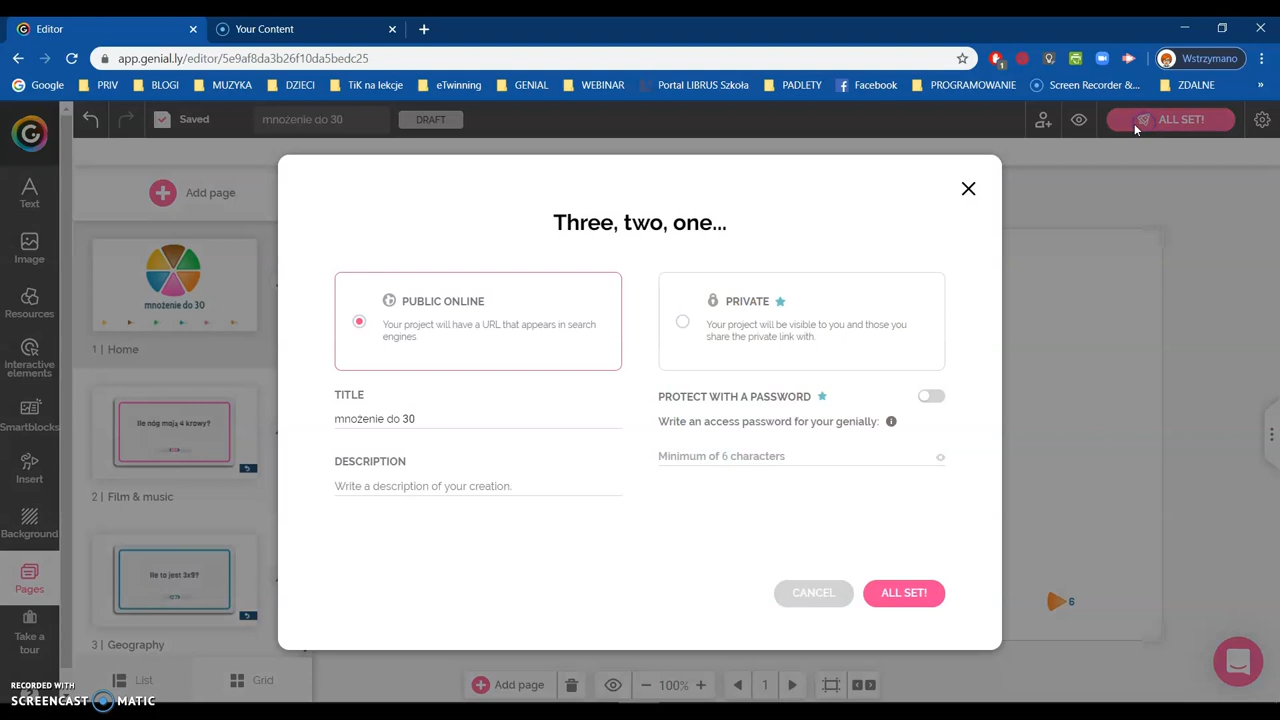 Editor
Your Content
app.genial.ly/editor/5e9af8da3b26f10da5bedc25
1
Wstrzymano
Google
PRIV
BLOGI
MUZYKA
DZIECI
TiK na lekcje
eTwinning
GENIAL
WEBINAR
Portal LIBRUS Szkoła
PADLETY
Facebook
PROGRAMOWANIE
Screen Recorder &...
ZDALNE
»
Saved
mnożenie do 30
DRAFT
ALL SET!
Text
Image
Resources
Interactive
elements
Smartblocks
Insert
Background
Pages
Take a
tour
Add page
mnożenie do 30
1 | Home
Ile nóg mają 4 krowy?
2 | Film & music
Ile to jest 3x9?
3 | Geography
List
Grid
Three, two, one...
PUBLIC ONLINE
Your project will have a URL that appears in search
engines
PRIVATE
Your project will be visible to you and those you
share the private link with.
TITLE
mnożenie do 30
DESCRIPTION
Write a description of your creation.
PROTECT WITH A PASSWORD
Write an access password for your genially:
Minimum of 6 characters
CANCEL
ALL SET!
6
Add page
100%
1
RECORDED WITH
SCREENCAST MATIC